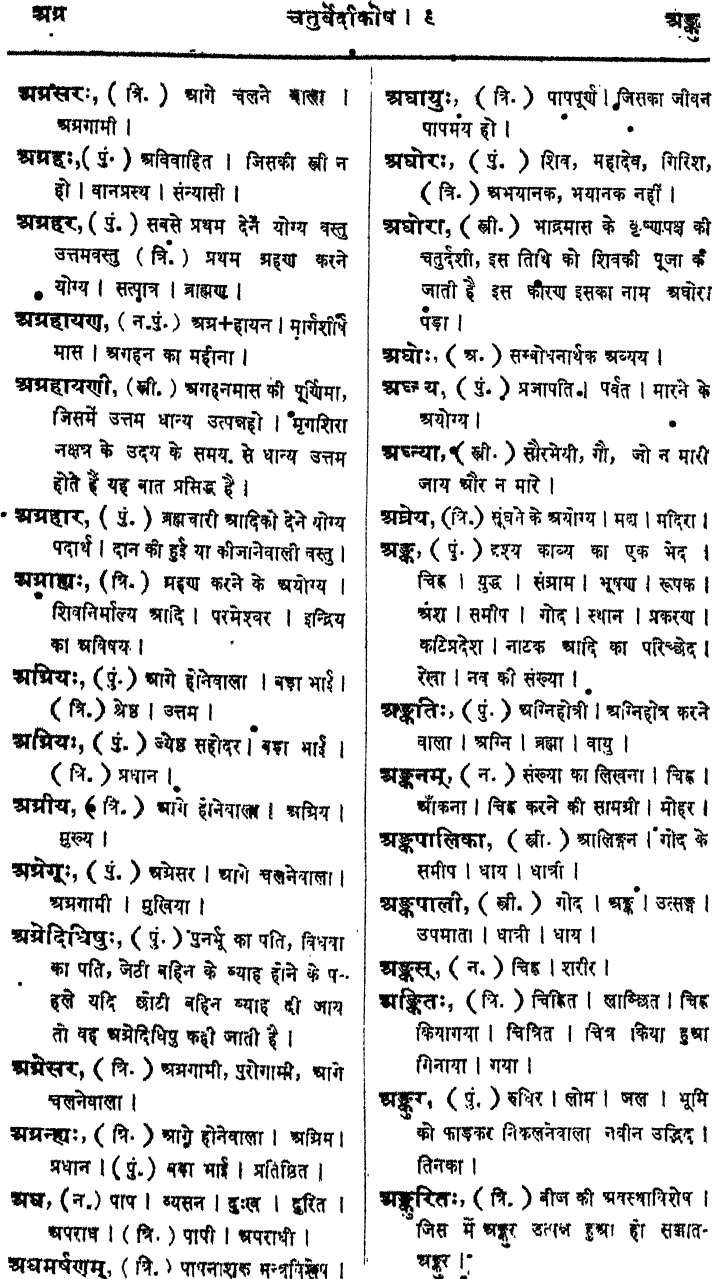 अग्र चतुर्वेदीकोष । ९ अङ्कु
अग्रसरः, ( त्रि. ) आगे चलने वाला ।
अग्रगामी ।
अग्रहः, ( पुं. ) अविवाहित । जिसकी स्त्री न
हो । वानप्रस्थ । संन्यासी ।
अग्रहर, ( पुं. ) सबसे प्रथम देने योग्य वस्तु
उत्तमवस्तु ( त्रि. ) प्रथम ग्रहण करने
योग्य । सत्पात्र । ब्राह्मण ।
अग्रहायण, ( न.पुं. ) अग्र+हायन । मार्गशीर्ष
मास । अगहन का महीना ।
अग्रहायणी, ( स्त्री. ) अगहनमास की पूर्णिमा,
जिसमें उत्तम धान्य उत्पन्नहो । मृगशिरा
नक्षत्र के उदय के समय से धान्य उत्तम
होते हैं यह बात प्रसिद्ध है ।
अग्रहार, ( पुं. ) ब्रह्मचारी आदिको देने योग्य
पदार्थ । दान की हुई या कीजानेवाली वस्तु ।
अग्राह्यः, ( त्रि. ) ग्रहण करने के अयोग्य ।
शिवनिर्माल्य आदि । परमेश्वर । इन्द्रिय
का अविषय ।
अग्रियः, ( पुं. ) आगे होनेवाला । बड़ा भाई ।
( त्रि. ) श्रेष्ठ । उत्तम ।
अग्रियः, ( पुं. ) ज्येष्ठ सहोदर । बड़ा भाई ।
( त्रि. ) प्रधान ।
अग्रीय, ( त्रि. ) आगे होनेवाला । अग्रिय ।
मुख्य ।
अग्रेगूः, ( पुं. ) अग्रेसर । आगे चलनेवाला ।
अग्रगामी । मुखिया ।
अग्रेदिधिषुः, ( पुं. ) पुनर्भू का पति, विधवा
का पति, जेठी बहिन के ब्याह होने के प-
हले यदि छोटी बहिन ब्याह दी जाय
तो वह अग्रेदिधिषु कही जाती है ।
अग्रेसर, ( त्रि. ) अग्रगामी, पुरोगामी, आगे
चलनेवाला ।
अग्रन्ह्यः, ( त्रि. ) आगे होनेवाला । अग्रिम ।
प्रधान । ( पुं. ) बड़ा भाई । प्रतिष्ठित ।
अघ, ( न. ) पाप । व्यसन । दुःख । दुरित ।
अपराध । ( त्रि. ) पापी । अपराधी ।
अघमर्षणम्, ( त्रि. ) पापनाशक मन्त्रविशेष ।
अघायुः, ( त्रि. ) पापपूर्ण । जिसका जीवन
पापमय हो ।
अघोरः, ( पुं. ) शिव, महादेव, गिरिश,
( त्रि. ) अभयानक, भयानक नहीं ।
अघोरा, ( स्त्री. ) भाद्रमास के कृष्णपक्ष की
चतुर्दशी, इस तिथि को शिवकी पूजा की
जाती है इस कारण इसका नाम अघोरा
पड़ा ।
अघोः, ( अ. ) सम्बोधनार्थक अव्यय ।
अघ्न्य, ( पुं. ) प्रजापति । पर्वत । मारने के
अयोग्य ।
अघ्न्या, ( स्त्री. ) सौरभेयी, गौ, जो न मारी
जाय और न मारे ।
अघ्रेय, (त्रि.) सूंघने के अयोग्य । मद्य । मदिरा ।
अङ्क, ( पुं. ) दृश्य काव्य का एक भेद ।
चिह्न । युद्ध । संग्राम । भूषण । रूपक ।
अंश । समीप । गोद । स्थान । प्रकरण ।
कटिप्रदेश । नाटक आदि का परिच्छेद ।
रेखा । नव की संख्या ।
अङ्कतिः, ( पुं. ) अग्निहोत्री । अग्निहोत्र करने
वाला । अग्नि । ब्रह्मा । वायु ।
अङ्कनम्, ( न. ) संख्या का लिखना । चिह्न ।
आँकना । चिह्न करने की सामग्री । मोहर ।
अङ्कपालिका, ( स्त्री. ) आलिङ्गन । गोद के
समीप । धाय । धात्री ।
अङ्कपाली, ( स्त्री. ) गोद । अङ्क । उत्सङ्ग ।
उपमाता । धात्री । धाय ।
अङ्कस्, ( न. ) चिह्न । शरीर ।
अङ्कितः, ( त्रि. ) चिह्नित । लाञ्छित । चिह्न
कियागया । चित्रित । चित्र किया हुआ
गिनाया । गया ।
अङ्कुर, ( पुं. ) रुधिर । लोम । जल । भूमि
को फाड़कर निकलनेवाला नवीन उद्भिद ।
तिनका ।
अङ्कुरितः, ( त्रि. ) बीज की अवस्थाविशेष ।
जिस में अङ्कुर उत्पन्न हुआ हो सञ्जात-
अङ्कुर ।